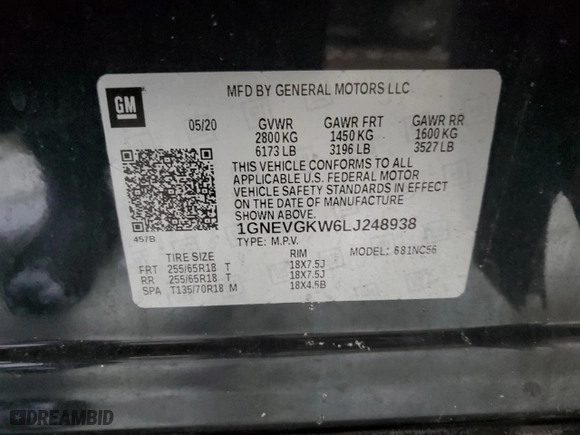 GM
MFD BY GENERAL MOTORS LLC
05/20 GVWR GAWR FRT GAWR RR
2800 KG 1450 KG 1600 KG
6173 LB 3196 LB 3527 LB
THIS VEHICLE CONFORMS TO ALL
APPLICABLE U.S. FEDERAL MOTOR
VEHICLE SAFETY STANDARDS IN EFFECT
ON THE DATE OF MANUFACTURE
SHOWN ABOVE.
457B
1GNEVGKW6LJ248938
TYPE: M.P.V. MODEL: 681NC56
TIRE SIZE RIM
FRT 255/65R18 T 18X7.5J
RR 255/65R18 T 18X7.5J
SPA T135/70R18 M 18X4.5B
DREAMBID